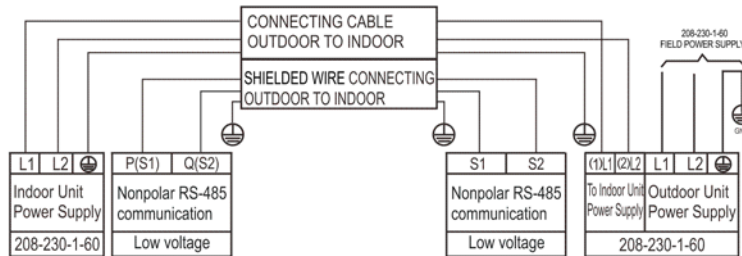 CONNECTING CABLE
OUTDOOR TO INDOOR
208-230-1-60
FIELD POWER SUPPLY
SHIELDED WIRE CONNECTING
OUTDOOR TO INDOOR
L1 L2
P(S1) Q(S2)
S1 S2
(1)L1 (2)L2 L1 L2
Indoor Unit
Power Supply
208-230-1-60
Nonpolar RS-485
communication
Low voltage
Nonpolar RS-485
communication
Low voltage
To Indoor Unit
Power Supply
Outdoor Unit
Power Supply
208-230-1-60